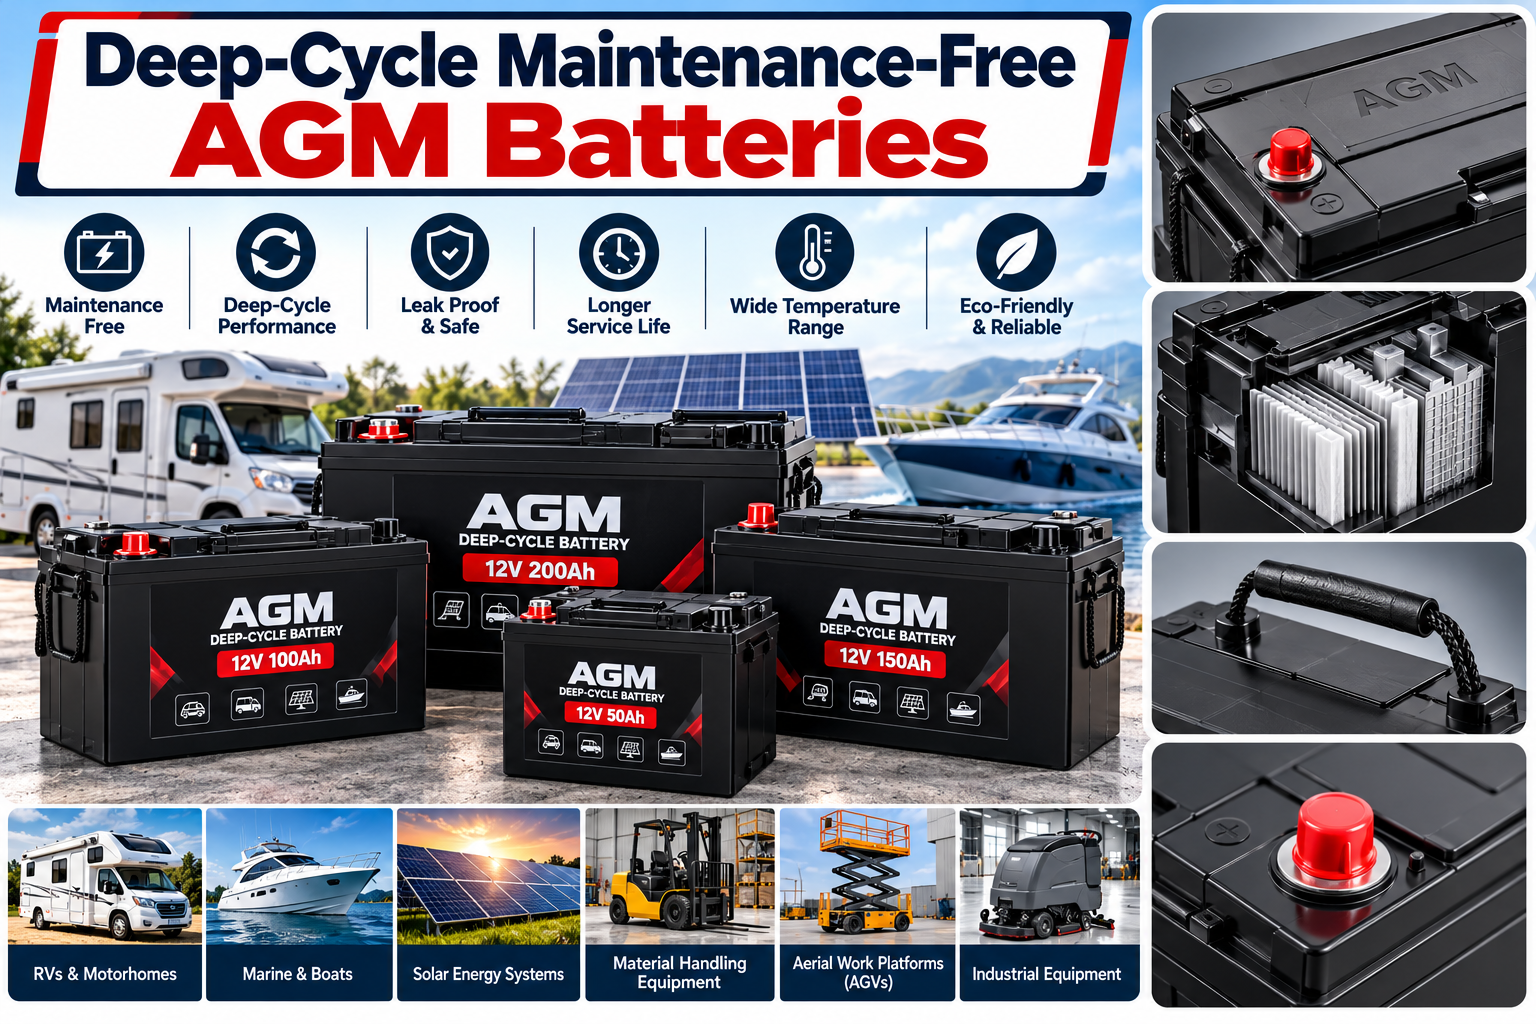 Deep-Cycle Maintenance-Free
AGM Batteries
Maintenance
Free
Deep-Cycle
Performance
Leak Proof
& Safe
Longer
Service Life
Wide Temperature
Range
Eco-Friendly
& Reliable
AGM
DEEP-CYCLE BATTERY
12V 200Ah
AGM
DEEP-CYCLE BATTERY
12V 100Ah
AGM
DEEP-CYCLE BATTERY
12V 50Ah
AGM
DEEP-CYCLE BATTERY
12V 150Ah
AGM
RVs & Motorhomes
Marine & Boats
Solar Energy Systems
Material Handling
Equipment
Aerial Work Platforms
(AGVs)
Industrial Equipment